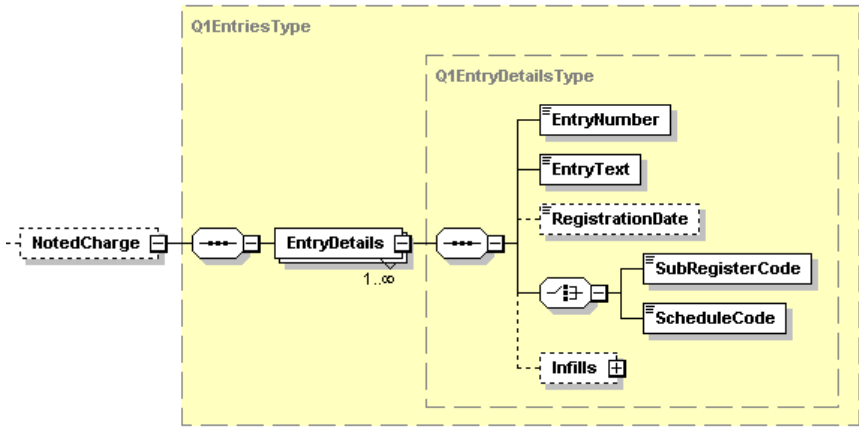 Q1EntriesType
Q1EntryDetailsType
EntryNumber
EntryText
RegistrationDate
NotedCharge
EntryDetails
1..∞
SubRegisterCode
ScheduleCode
Infills